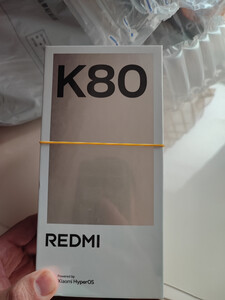 K80
REDMI
Powered by
Xiaomi HyperOS